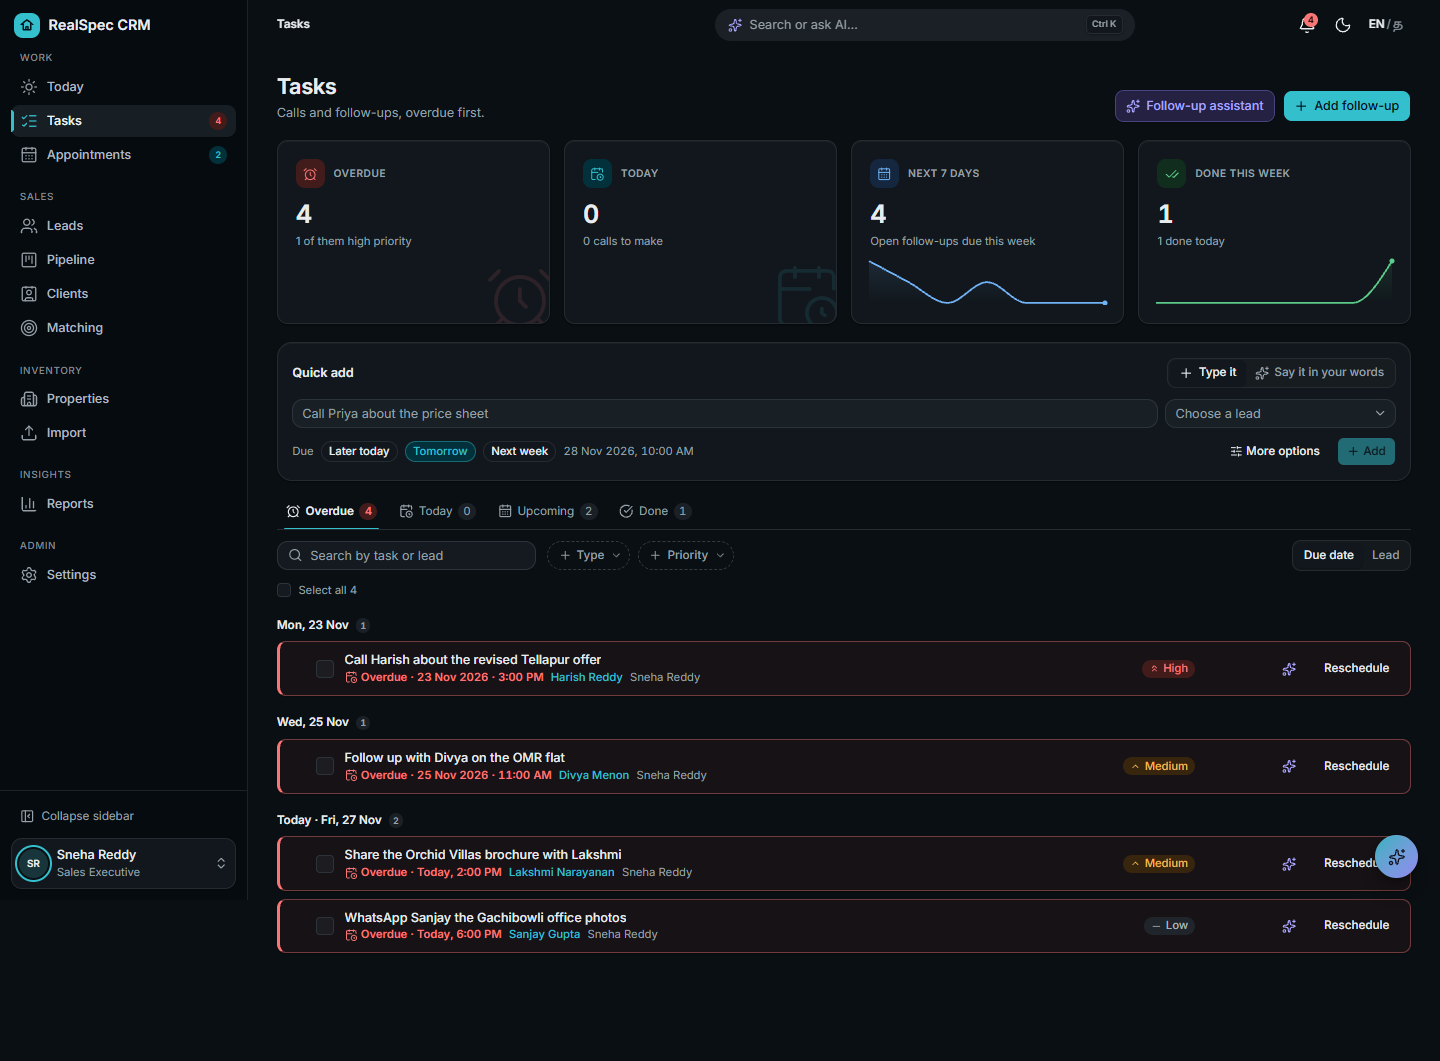 RealSpec CRM
WORK
Today
Tasks 4
Appointments 2
SALES
Leads
Pipeline
Clients
Matching
INVENTORY
Properties
Import
INSIGHTS
Reports
ADMIN
Settings
Collapse sidebar
SR Sneha Reddy
Sales Executive
Tasks
Search or ask AI... Ctrl K
4
EN / த
Tasks
Calls and follow-ups, overdue first.
Follow-up assistant
Add follow-up
OVERDUE
4
1 of them high priority
TODAY
0
0 calls to make
NEXT 7 DAYS
4
Open follow-ups due this week
DONE THIS WEEK
1
1 done today
Quick add
Type it Say it in your words
Call Priya about the price sheet Choose a lead
Due Later today Tomorrow Next week 28 Nov 2026, 10:00 AM More options Add
Overdue 4 Today 0 Upcoming 2 Done 1
Search by task or lead Type Priority Due date Lead
Select all 4
Mon, 23 Nov 1
Call Harish about the revised Tellapur offer
Overdue · 23 Nov 2026 · 3:00 PM Harish Reddy Sneha Reddy
High Reschedule
Wed, 25 Nov 1
Follow up with Divya on the OMR flat
Overdue · 25 Nov 2026 · 11:00 AM Divya Menon Sneha Reddy
Medium Reschedule
Today · Fri, 27 Nov 2
Share the Orchid Villas brochure with Lakshmi
Overdue · Today, 2:00 PM Lakshmi Narayanan Sneha Reddy
Medium Resched
WhatsApp Sanjay the Gachibowli office photos
Overdue · Today, 6:00 PM Sanjay Gupta Sneha Reddy
Low Reschedule